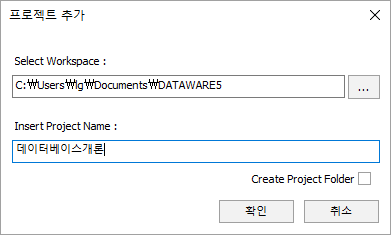 프로젝트 추가
Select Workspace :
C:₩Users₩lg₩Documents₩DATAWARE5
...
Insert Project Name :
데이터베이스개론
Create Project Folder
확인
취소